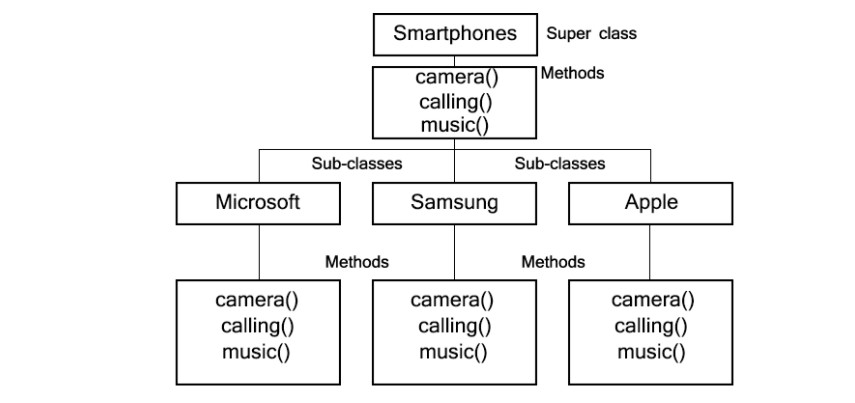 Smartphones
Super class
camera()
Methods
calling()
music()
Sub-classes
Sub-classes
Microsoft
Samsung
Apple
Methods
Methods
camera()
calling()
music()
camera()
calling()
music()
camera()
calling()
music()